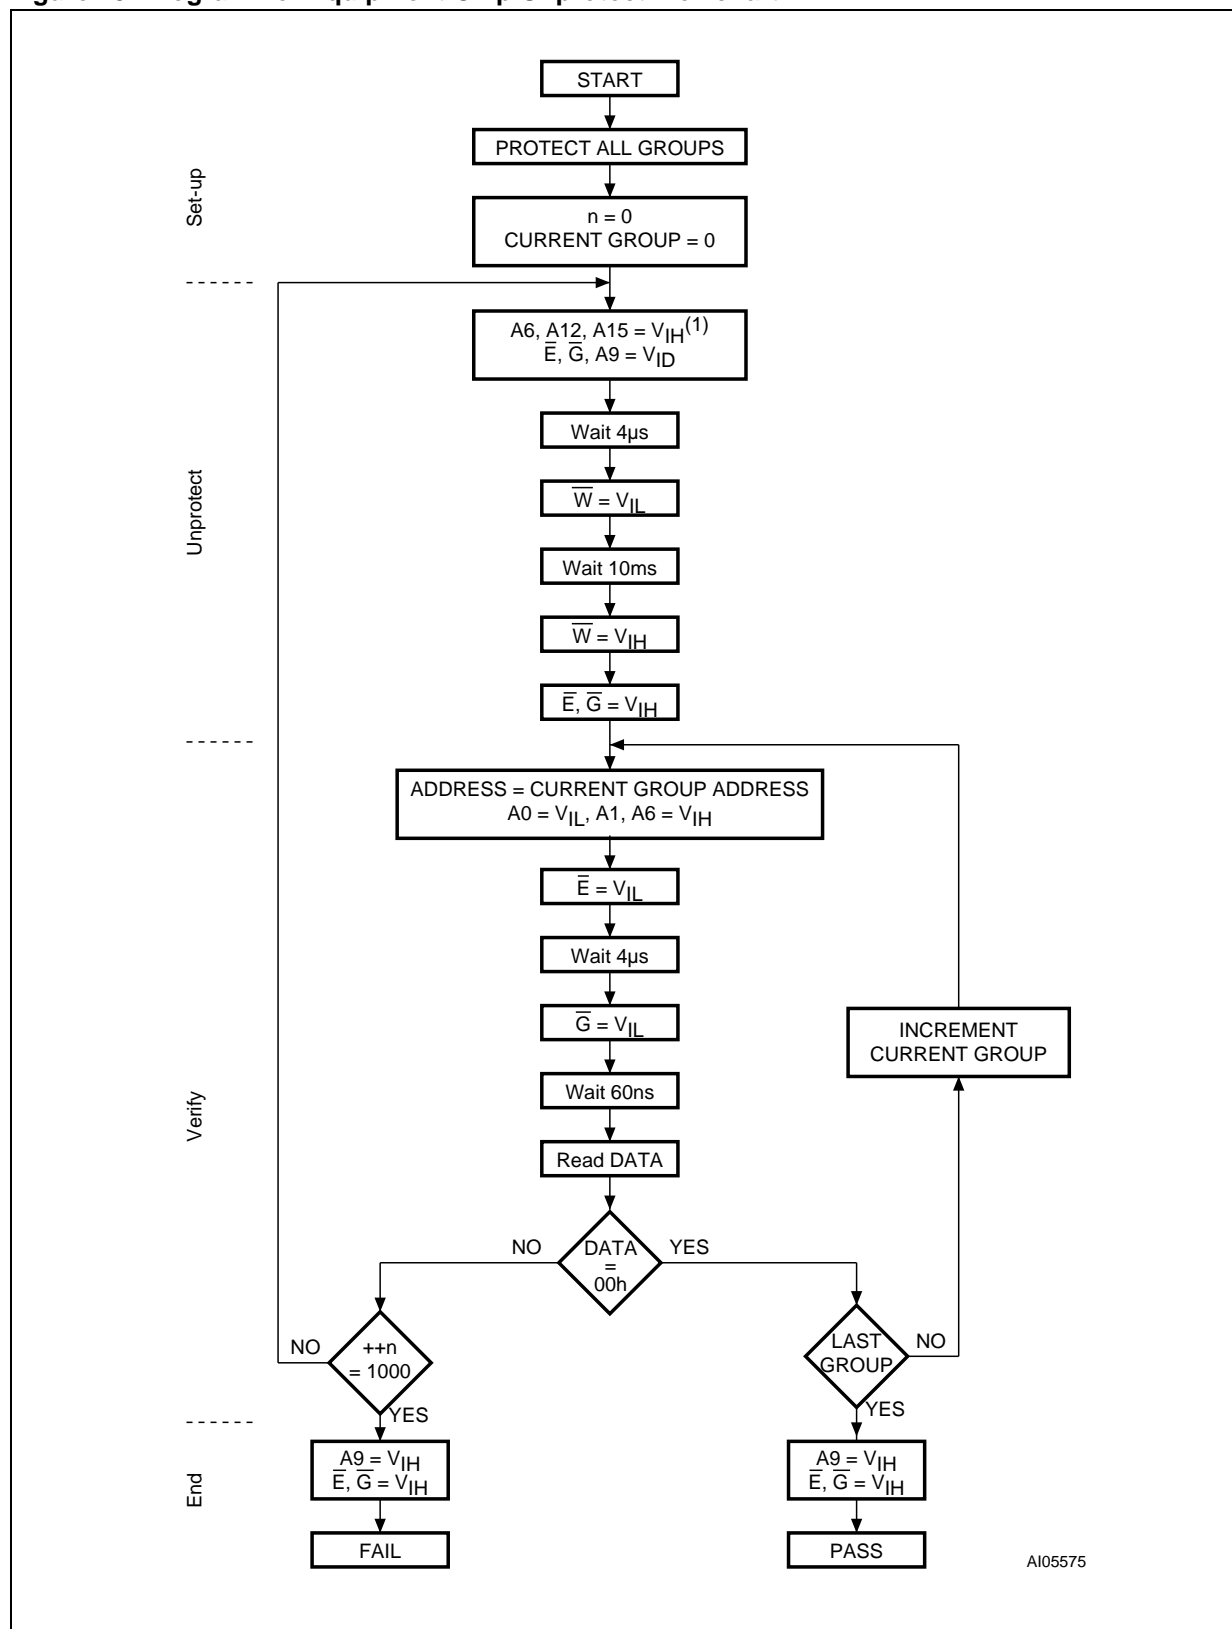 START
PROTECT ALL GROUPS
Set-up
n = 0
CURRENT GROUP = 0
A6, A12, A15 = VIH(1)
E̅, G̅, A9 = VID
Wait 4µs
Unprotect
W̅ = VIL
Wait 10ms
W̅ = VIH
E̅, G̅ = VIH
ADDRESS = CURRENT GROUP ADDRESS
A0 = VIL, A1, A6 = VIH
E̅ = VIL
Wait 4µs
G̅ = VIL
INCREMENT
CURRENT GROUP
Wait 60ns
Verify
Read DATA
NO
DATA
=
00h
YES
NO
++n
= 1000
LAST
GROUP
NO
YES
YES
End
A9 = VIH
E̅, G̅ = VIH
A9 = VIH
E̅, G̅ = VIH
FAIL
PASS
AI05575